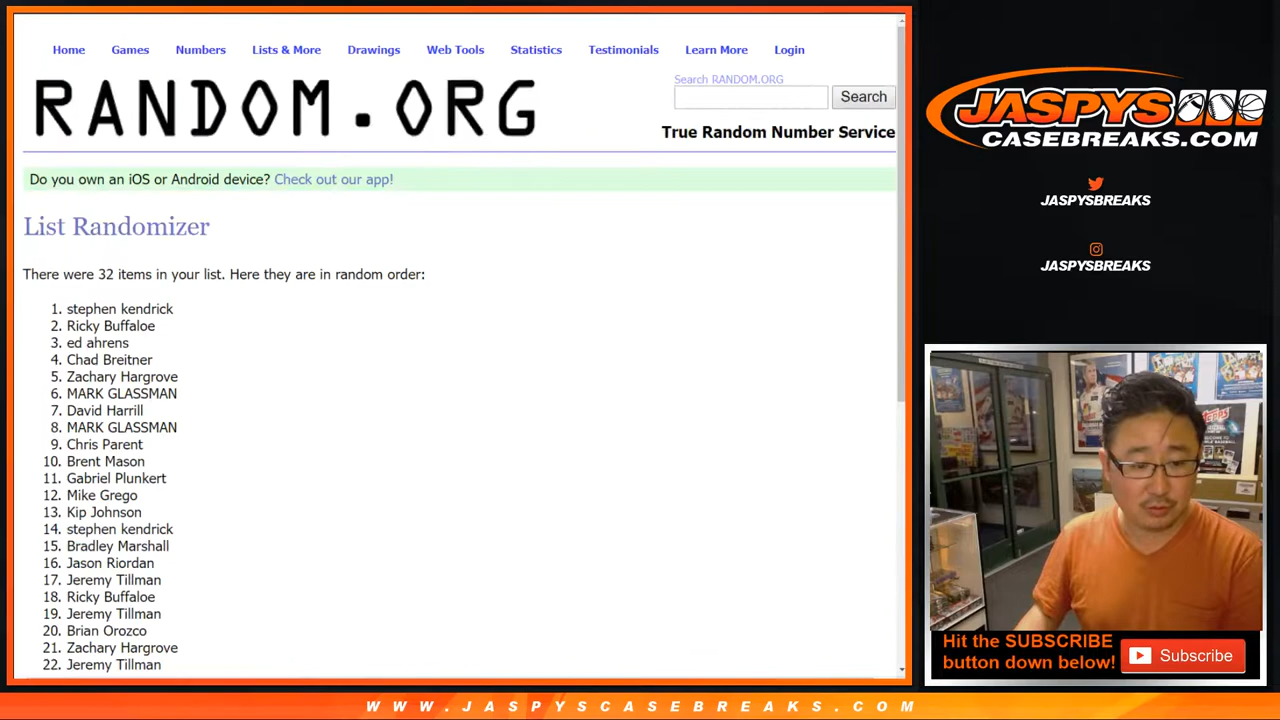 Home Games Numbers Lists & More Drawings Web Tools Statistics Testimonials Learn More Login
RANDOM.ORG
Search RANDOM.ORG
Search
True Random Number Service
Do you own an iOS or Android device? Check out our app!
List Randomizer
There were 32 items in your list. Here they are in random order:
1. stephen kendrick
2. Ricky Buffaloe
3. ed ahrens
4. Chad Breitner
5. Zachary Hargrove
6. MARK GLASSMAN
7. David Harrill
8. MARK GLASSMAN
9. Chris Parent
10. Brent Mason
11. Gabriel Plunkert
12. Mike Grego
13. Kip Johnson
14. stephen kendrick
15. Bradley Marshall
16. Jason Riordan
17. Jeremy Tillman
18. Ricky Buffaloe
19. Jeremy Tillman
20. Brian Orozco
21. Zachary Hargrove
22. Jeremy Tillman
JASPYS
CASEBREAKS.COM
JASPYSBREAKS
JASPYSBREAKS
topps
Hit the SUBSCRIBE
button down below!
Subscribe
WWW.JASPYSCASEBREAKS.COM